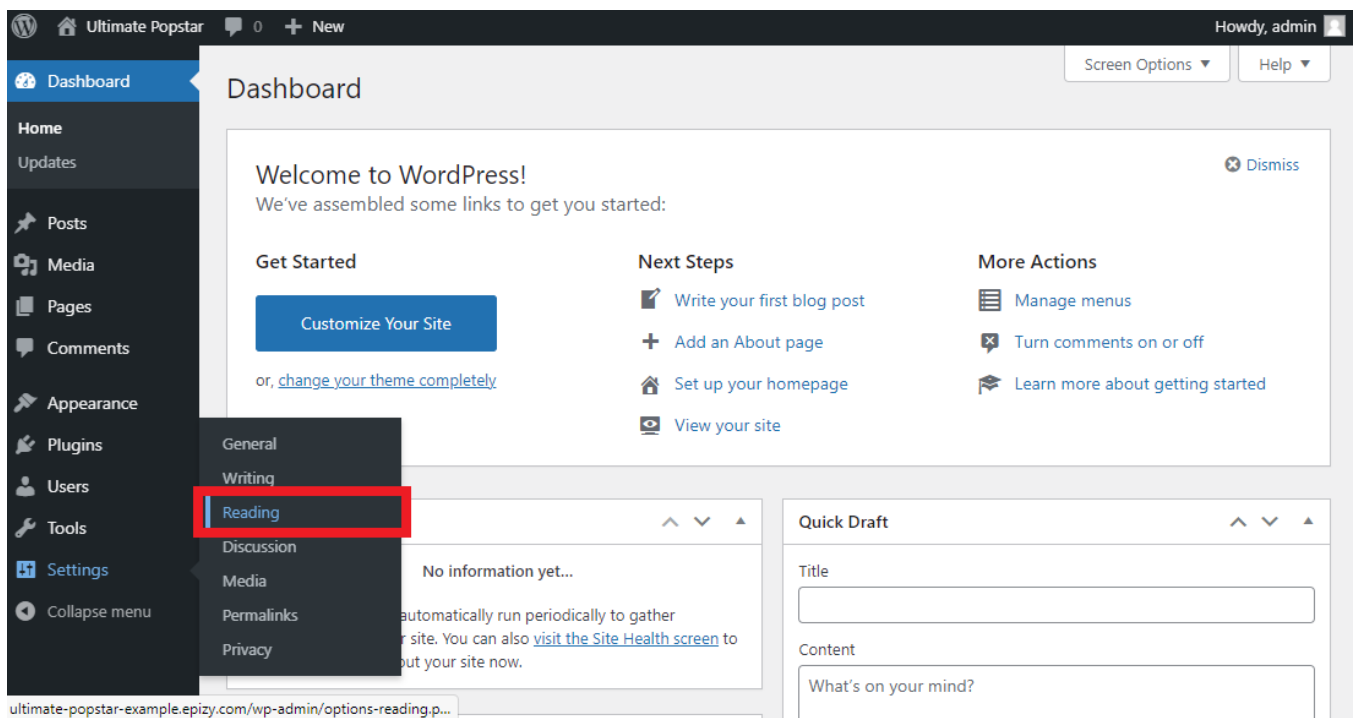 Ultimate Popstar 0 New Howdy, admin
Screen Options Help
Dashboard
Home
Updates
Posts
Media
Pages
Comments
Appearance
Plugins
Users
Tools
Settings
Collapse menu
General
Writing
Reading
Discussion
Media
Permalinks
Privacy
Dashboard
Welcome to WordPress!
We've assembled some links to get you started:
Dismiss
Get Started
Customize Your Site
or, change your theme completely
Next Steps
Write your first blog post
Add an About page
Set up your homepage
View your site
More Actions
Manage menus
Turn comments on or off
Learn more about getting started
No information yet...
automatically run periodically to gather
site. You can also visit the Site Health screen to
your site now.
Quick Draft
Title
Content
What's on your mind?
ultimate-popstar-example.epizy.com/wp-admin/options-reading.p...